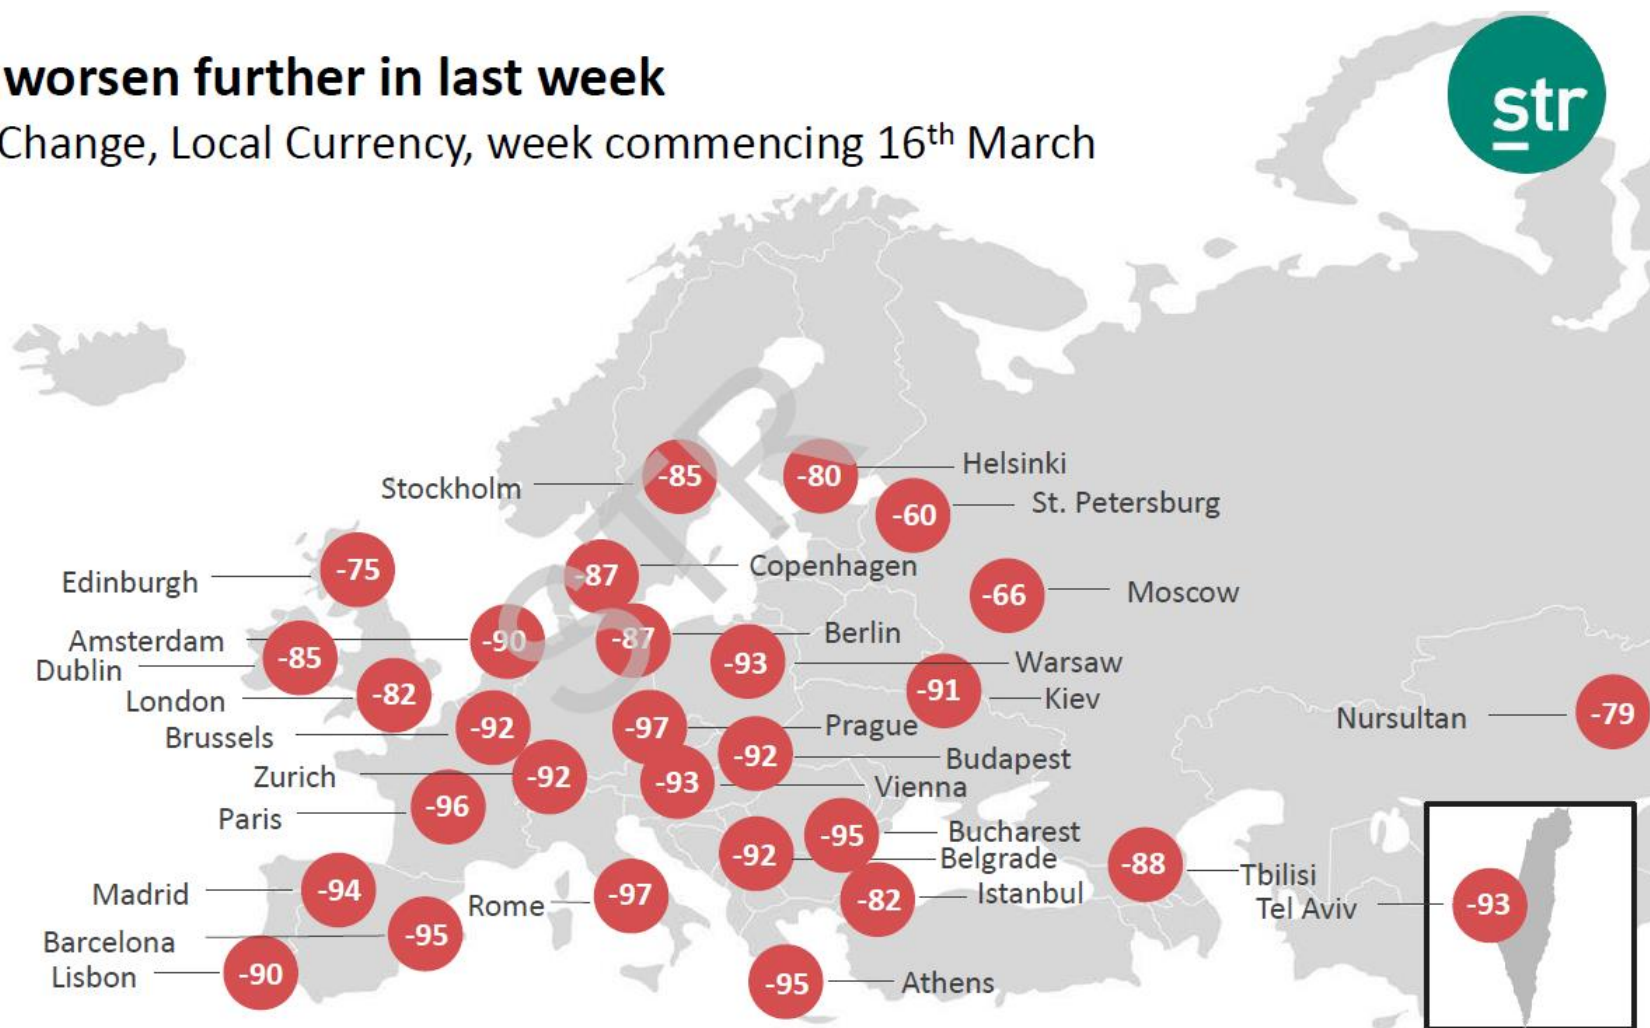 worsen further in last week
Change, Local Currency, week commencing 16th March
str
STR
Stockholm -85
-80 Helsinki
-60 St. Petersburg
Edinburgh -75
-87 Copenhagen
-66 Moscow
Amsterdam -90
-87 Berlin
Dublin -85
-93 Warsaw
London -82
-91 Kiev
Brussels -92
-97 Prague
Nursultan -79
-92 Budapest
Zurich -92
-93 Vienna
Paris -96
-95 Bucharest
-92 Belgrade
-88 Tbilisi
Madrid -94
Rome -97
-82 Istanbul
Tel Aviv -93
Barcelona -95
Lisbon -90
-95 Athens